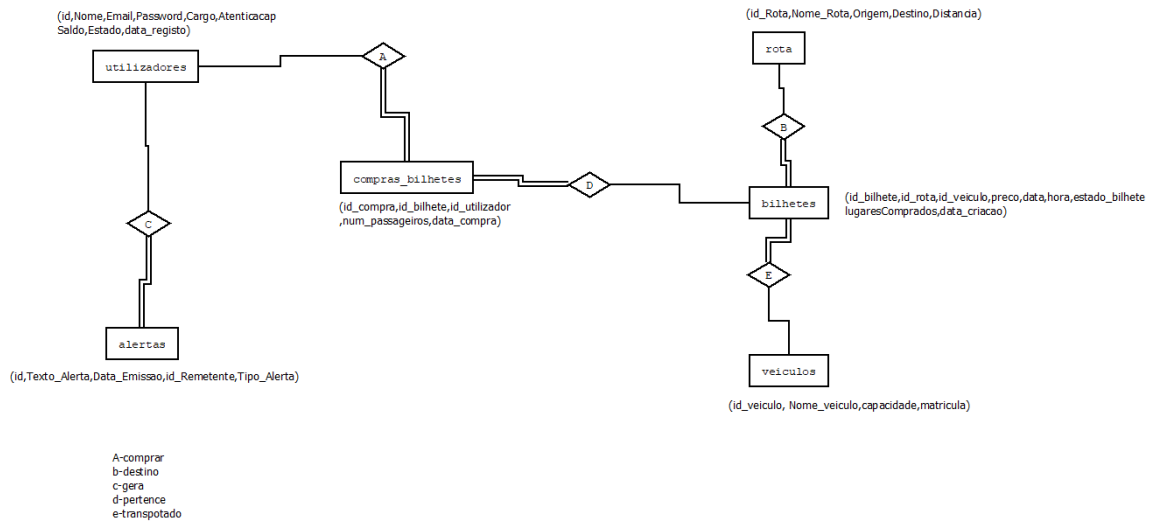 (id,Nome,Email,Password,Cargo,Atenticacap
Saldo,Estado,data_registo)
(id_Rota,Nome_Rota,Origem,Destino,Distancia)
utilizadores
A
rota
B
compras_bilhetes
D
bilhetes
(id_compra,id_bilhete,id_utilizador
,num_passageiros,data_compra)
(id_bilhete,id_rota,id_veiculo,preco,data,hora,estado_bilhete
lugaresComprados,data_criacao)
C
E
alertas
(id,Texto_Alerta,Data_Emissao,id_Remetente,Tipo_Alerta)
veiculos
(id_veiculo, Nome_veiculo,capacidade,matricula)
A-comprar
b-destino
c-gera
d-pertence
e-transpotado